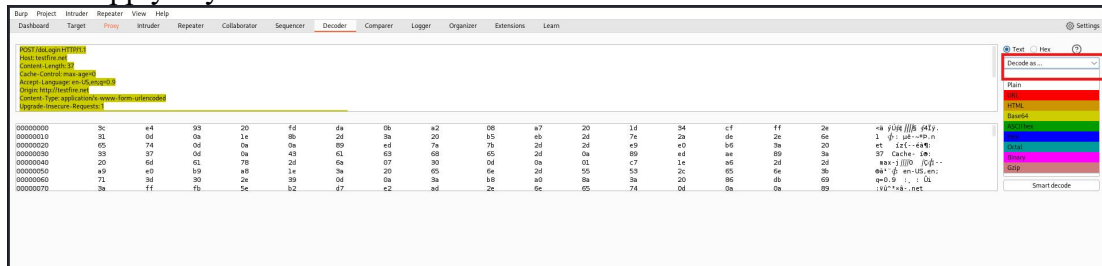 Burp Project Intruder Repeater View Help
Dashboard Target Proxy Intruder Repeater Collaborator Sequencer Decoder Comparer Logger Organizer Extensions Learn Settings
POST /doLogin HTTP/1.1
Host: testfire.net
Content-Length: 37
Cache-Control: max-age=0
Accept-Language: en-US,en;q=0.9
Origin: http://testfire.net
Content-Type: application/x-www-form-urlencoded
Upgrade-Insecure-Requests: 1
Text Hex ?
Decode as ...
Plain
URL
HTML
Base64
ASCII hex
Hex
Octal
Binary
Gzip
Smart decode
00000000 3c e4 93 20 fd da 0b a2 08 a7 20 1d 34 cf ff 2e
00000010 31 0d 0a 1e 8b 2d 3a 20 b5 eb 2d 7e 2a de 2e 6e
00000020 65 74 0d 0a 0a 89 ed 7a 7b 2d 2d e9 e0 b6 3a 20
00000030 33 37 0d 0a 43 61 63 68 65 2d 0a 89 ed ae 89 3a
00000040 20 6d 61 78 2d 6a 07 30 0d 0a 01 c7 1e a6 2d 2d
00000050 a9 e0 b9 a8 1e 3a 20 65 6e 2d 55 53 2c 65 6e 3b
00000060 71 3d 30 2e 39 0d 0a 3a b8 a0 8a 3a 20 86 db 69
00000070 3a ff fb 5e b2 d7 e2 ad 2e 6e 65 74 0d 0a 0a 89